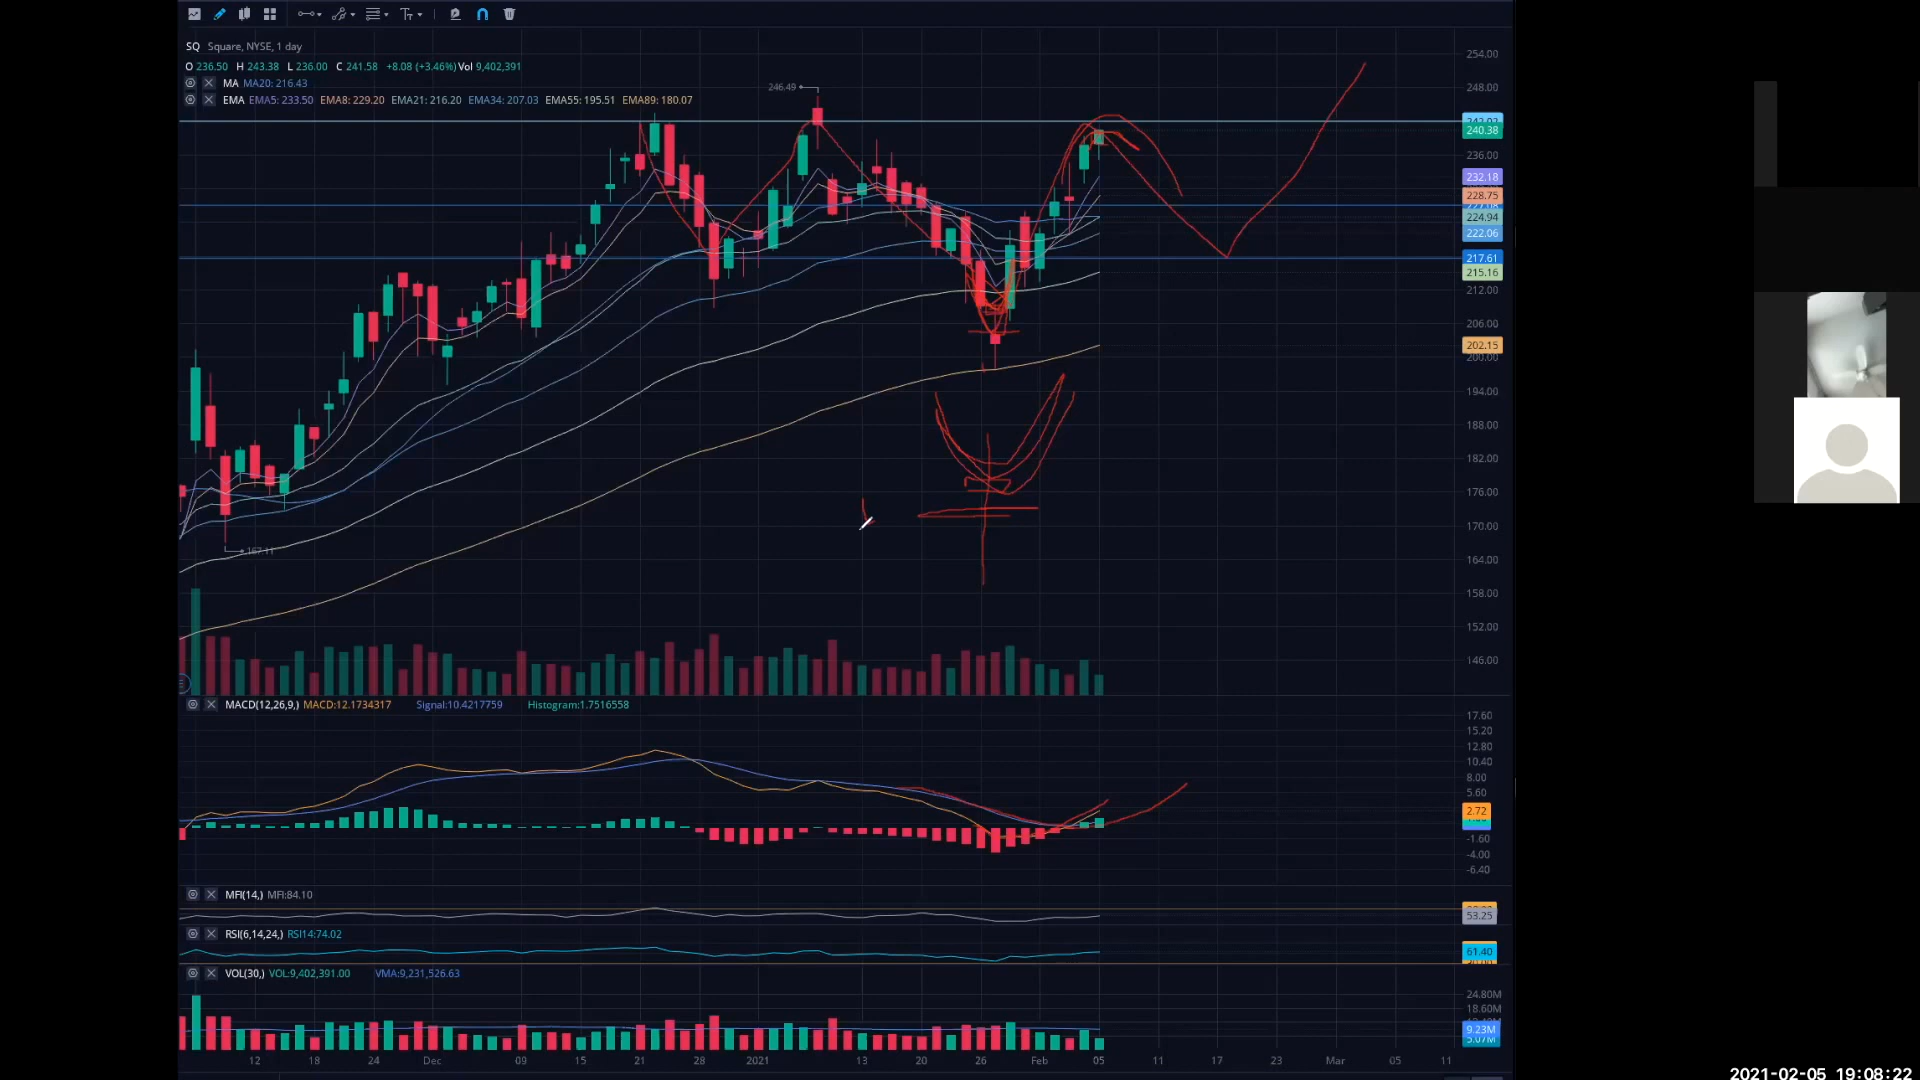 SQ Square, NYSE, 1 day
O 236.50 H 243.38 L 236.00 C 241.58 +8.08 (+3.46%) Vol 9,402,391
MA MA20: 216.43
EMA EMA5: 233.50 EMA8: 229.20 EMA21: 216.20 EMA34: 207.03 EMA55: 195.51 EMA89: 180.07
254.00
246.49
248.00
240.38
236.00
232.18
228.75
224.94
222.06
217.61
215.16
212.00
206.00
202.15
200.00
194.00
188.00
182.00
176.00
170.00
167.11
164.00
158.00
152.00
146.00
MACD(12,26,9,) MACD:12.1734317 Signal:10.4217759 Histogram:1.7516558
17.60
15.20
12.80
10.40
8.00
5.60
2.72
-1.60
-4.00
-6.40
MFI(14,) MFI:84.10
53.25
RSI(6,14,24,) RSI14:74.02
61.40
VOL(30,) VOL:9,402,391.00 VMA:9,231,526.63
24.80M
18.60M
9.23M
5.07M
12 18 24 Dec 09 15 21 28 2021 13 20 26 Feb 05 11 17 23 Mar 05 11
2021-02-05 19:08:22